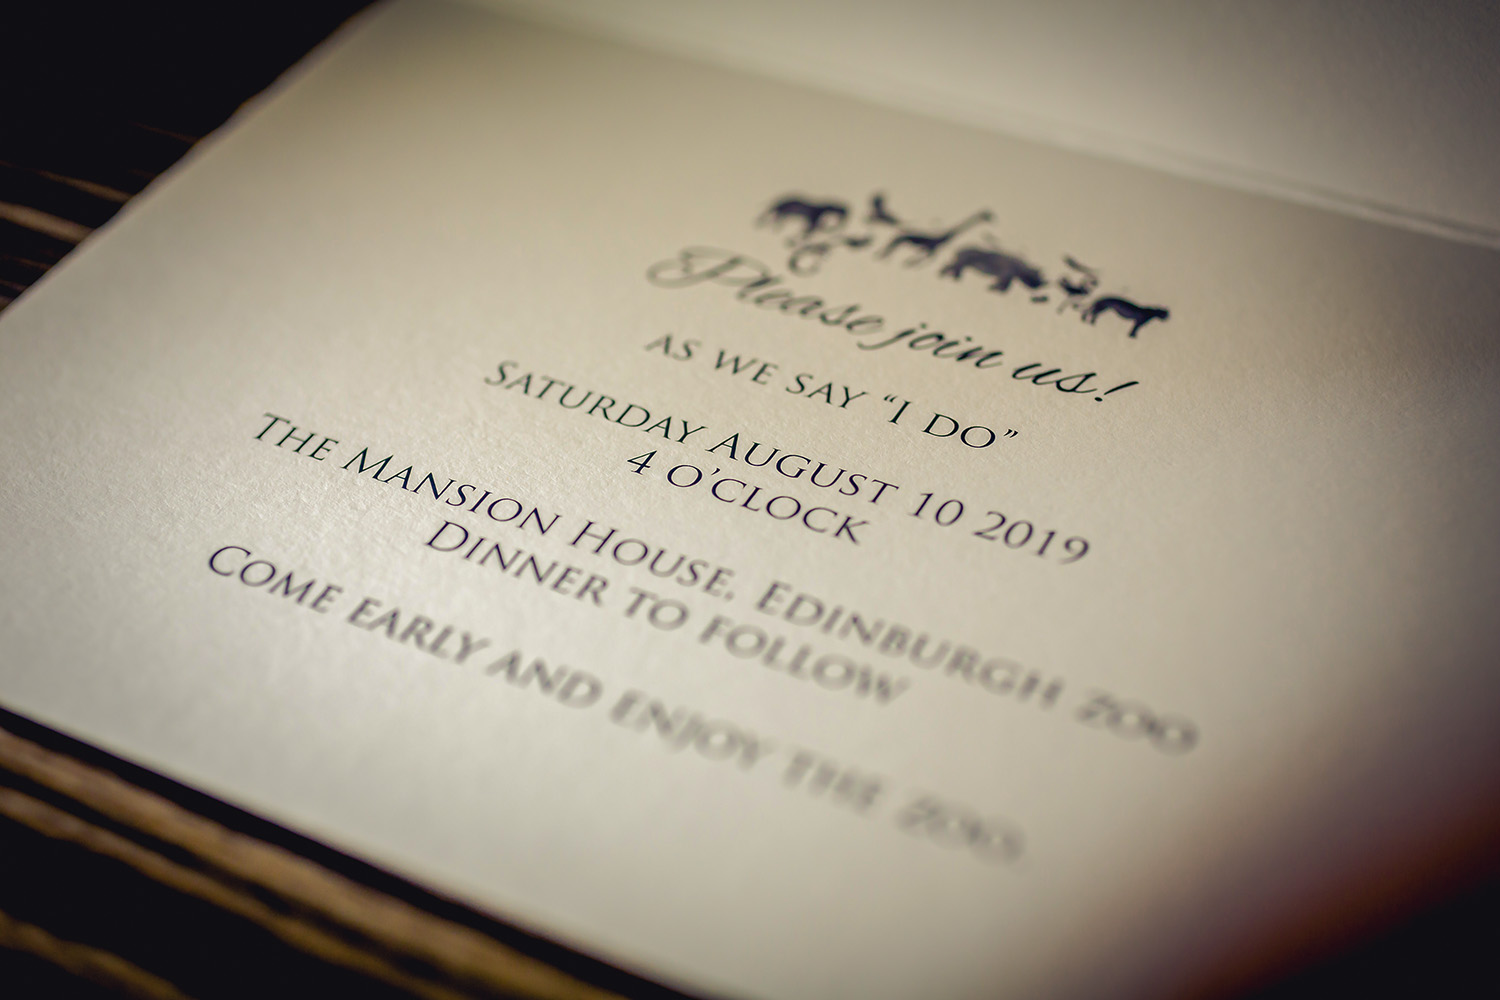 Please join us!
AS WE SAY “I DO”
SATURDAY AUGUST 10 2019
4 O’CLOCK
THE MANSION HOUSE, EDINBURGH ZOO
DINNER TO FOLLOW
COME EARLY AND ENJOY THE ZOO